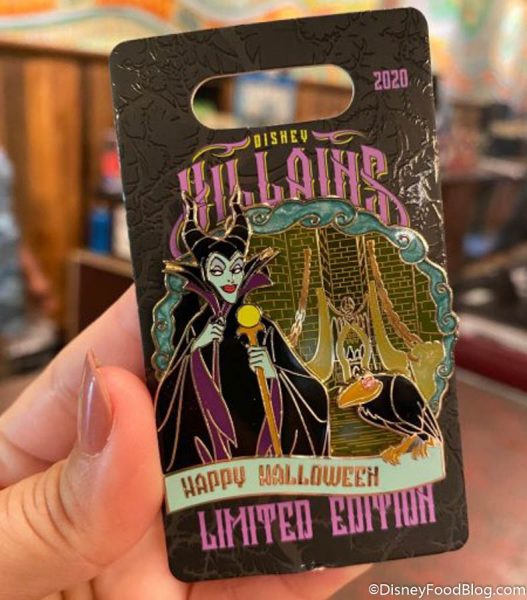 2020
DISNEY
VILLAINS
HAPPY HALLOWEEN
LIMITED EDITION
©DisneyFoodBlog.com